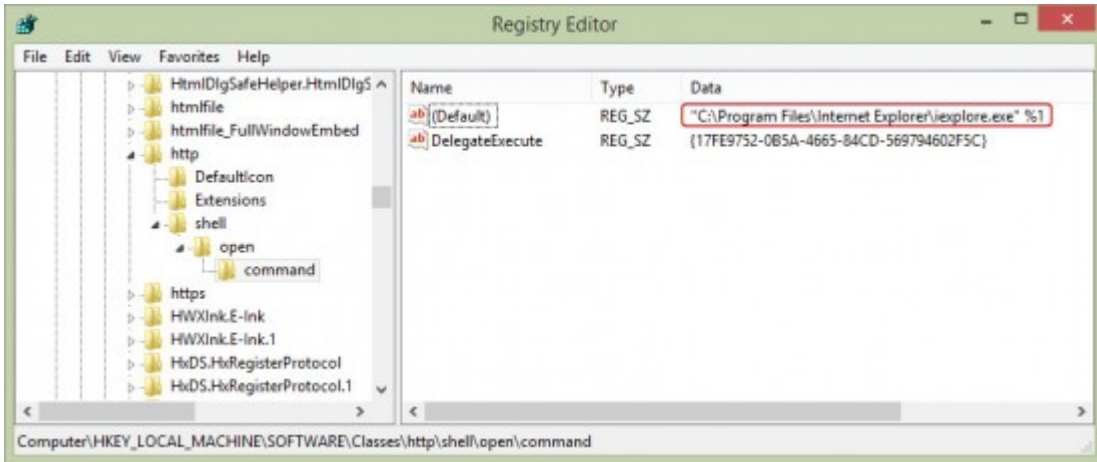 Registry Editor
File Edit View Favorites Help
HtmlDlgSafeHelper.HtmlDlgS
htmlfile
htmlfile_FullWindowEmbed
http
DefaultIcon
Extensions
shell
open
command
https
HWXInk.E-Ink
HWXInk.E-Ink.1
HxDS.HxRegisterProtocol
HxDS.HxRegisterProtocol.1
Name Type Data
ab (Default) REG_SZ "C:\Program Files\Internet Explorer\iexplore.exe" %1
ab DelegateExecute REG_SZ {17FE9752-0B5A-4665-84CD-569794602F5C}
Computer\HKEY_LOCAL_MACHINE\SOFTWARE\Classes\http\shell\open\command